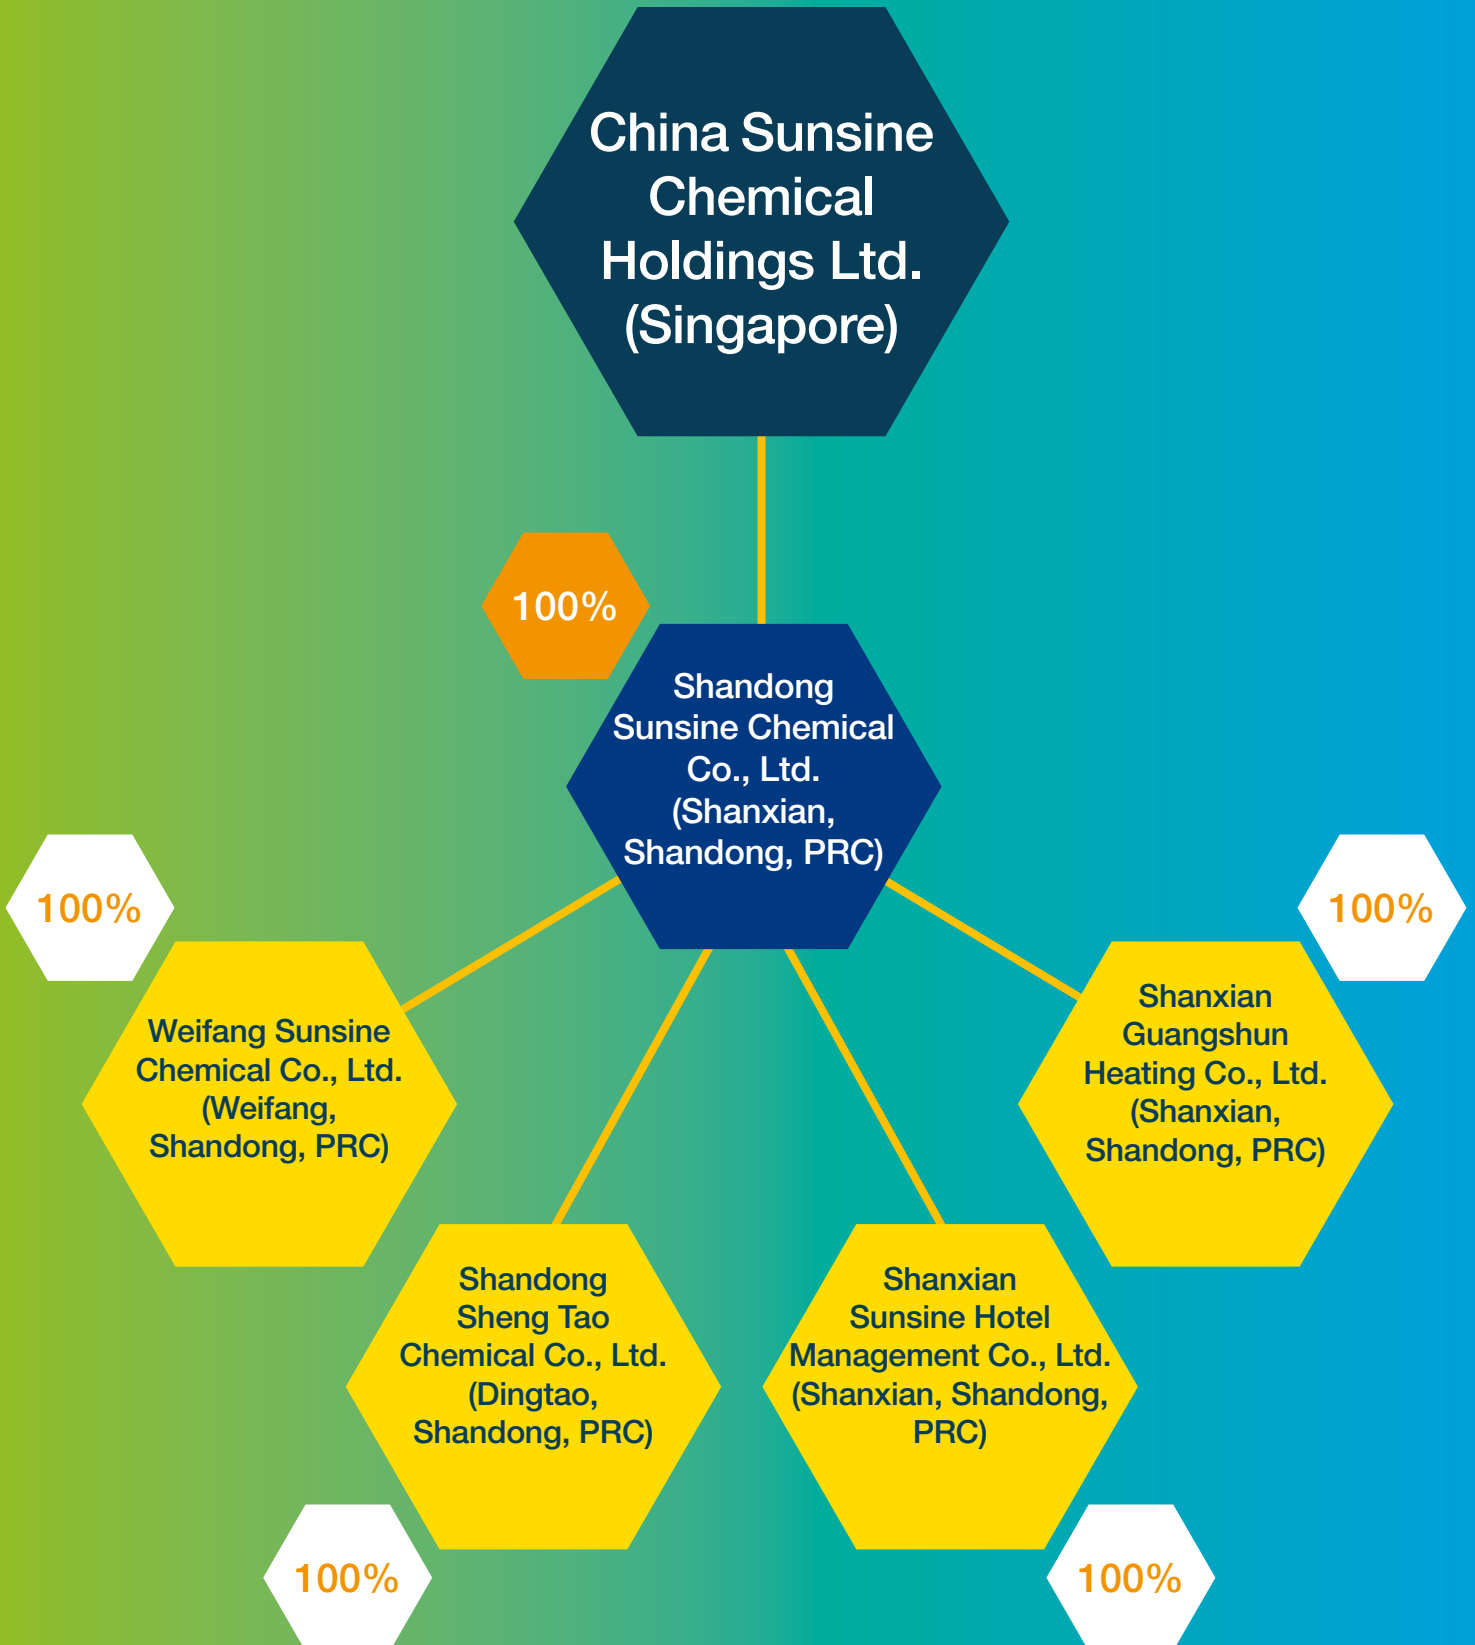 China Sunsine
Chemical
Holdings Ltd.
(Singapore)
100%
Shandong
Sunsine Chemical
Co., Ltd.
(Shanxian,
Shandong, PRC)
100%
Weifang Sunsine
Chemical Co., Ltd.
(Weifang,
Shandong, PRC)
100%
Shanxian
Guangshun
Heating Co., Ltd.
(Shanxian,
Shandong, PRC)
Shandong
Sheng Tao
Chemical Co., Ltd.
(Dingtao,
Shandong, PRC)
100%
Shanxian
Sunsine Hotel
Management Co., Ltd.
(Shanxian, Shandong,
PRC)
100%